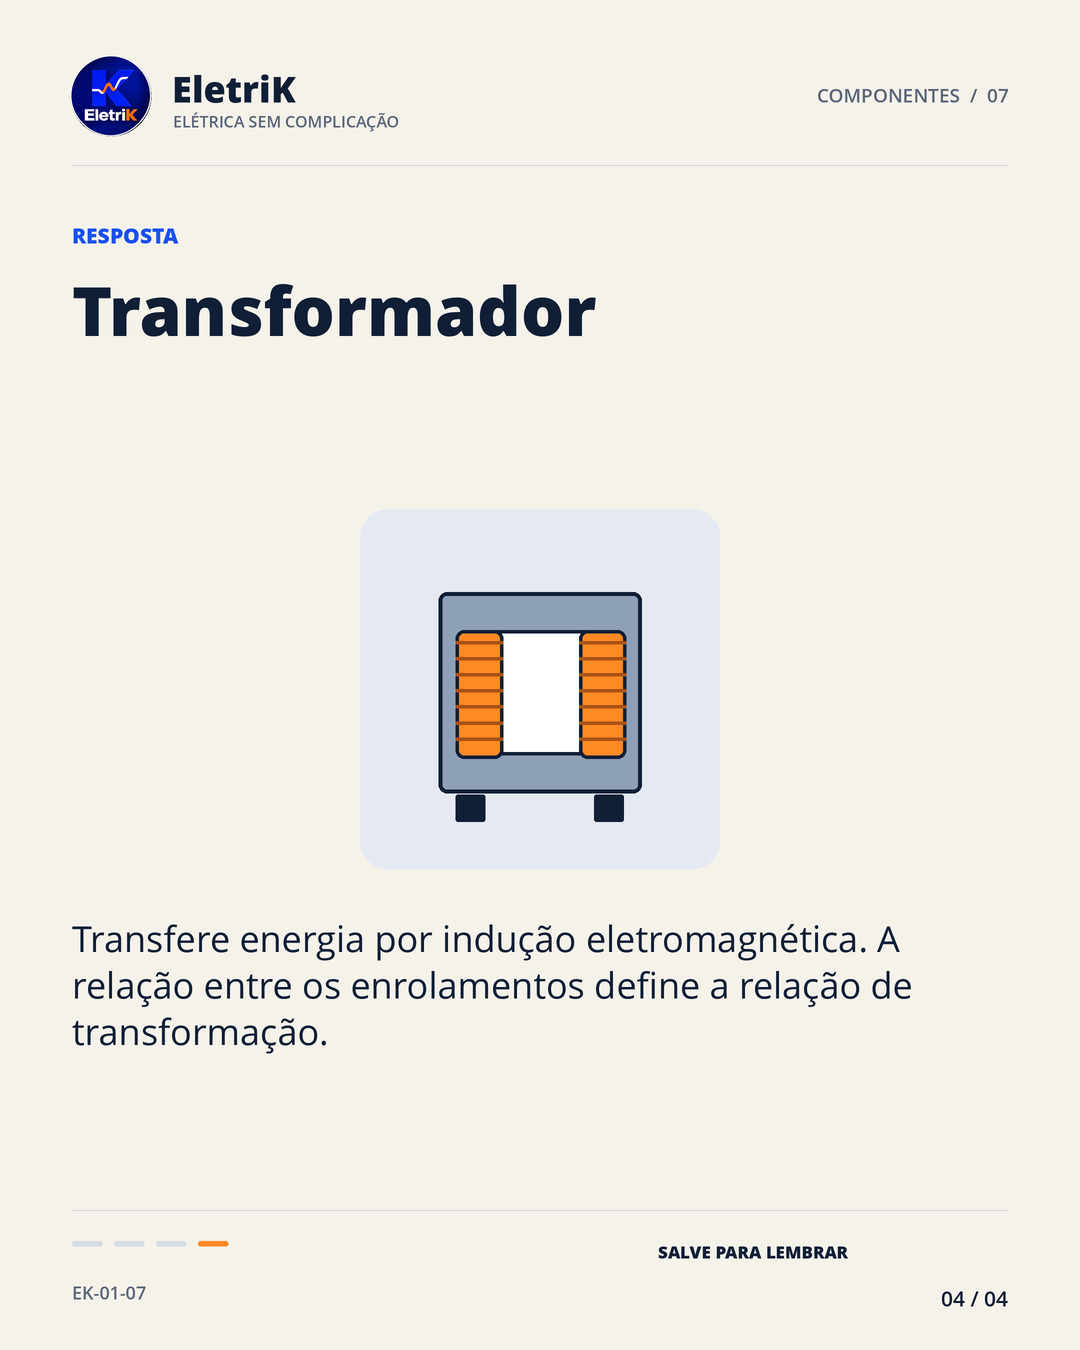 EletriK
EletriK
ELÉTRICA SEM COMPLICAÇÃO
COMPONENTES / 07
RESPOSTA
Transformador
Transfere energia por indução eletromagnética. A
relação entre os enrolamentos define a relação de
transformação.
SALVE PARA LEMBRAR
EK-01-07
04 / 04